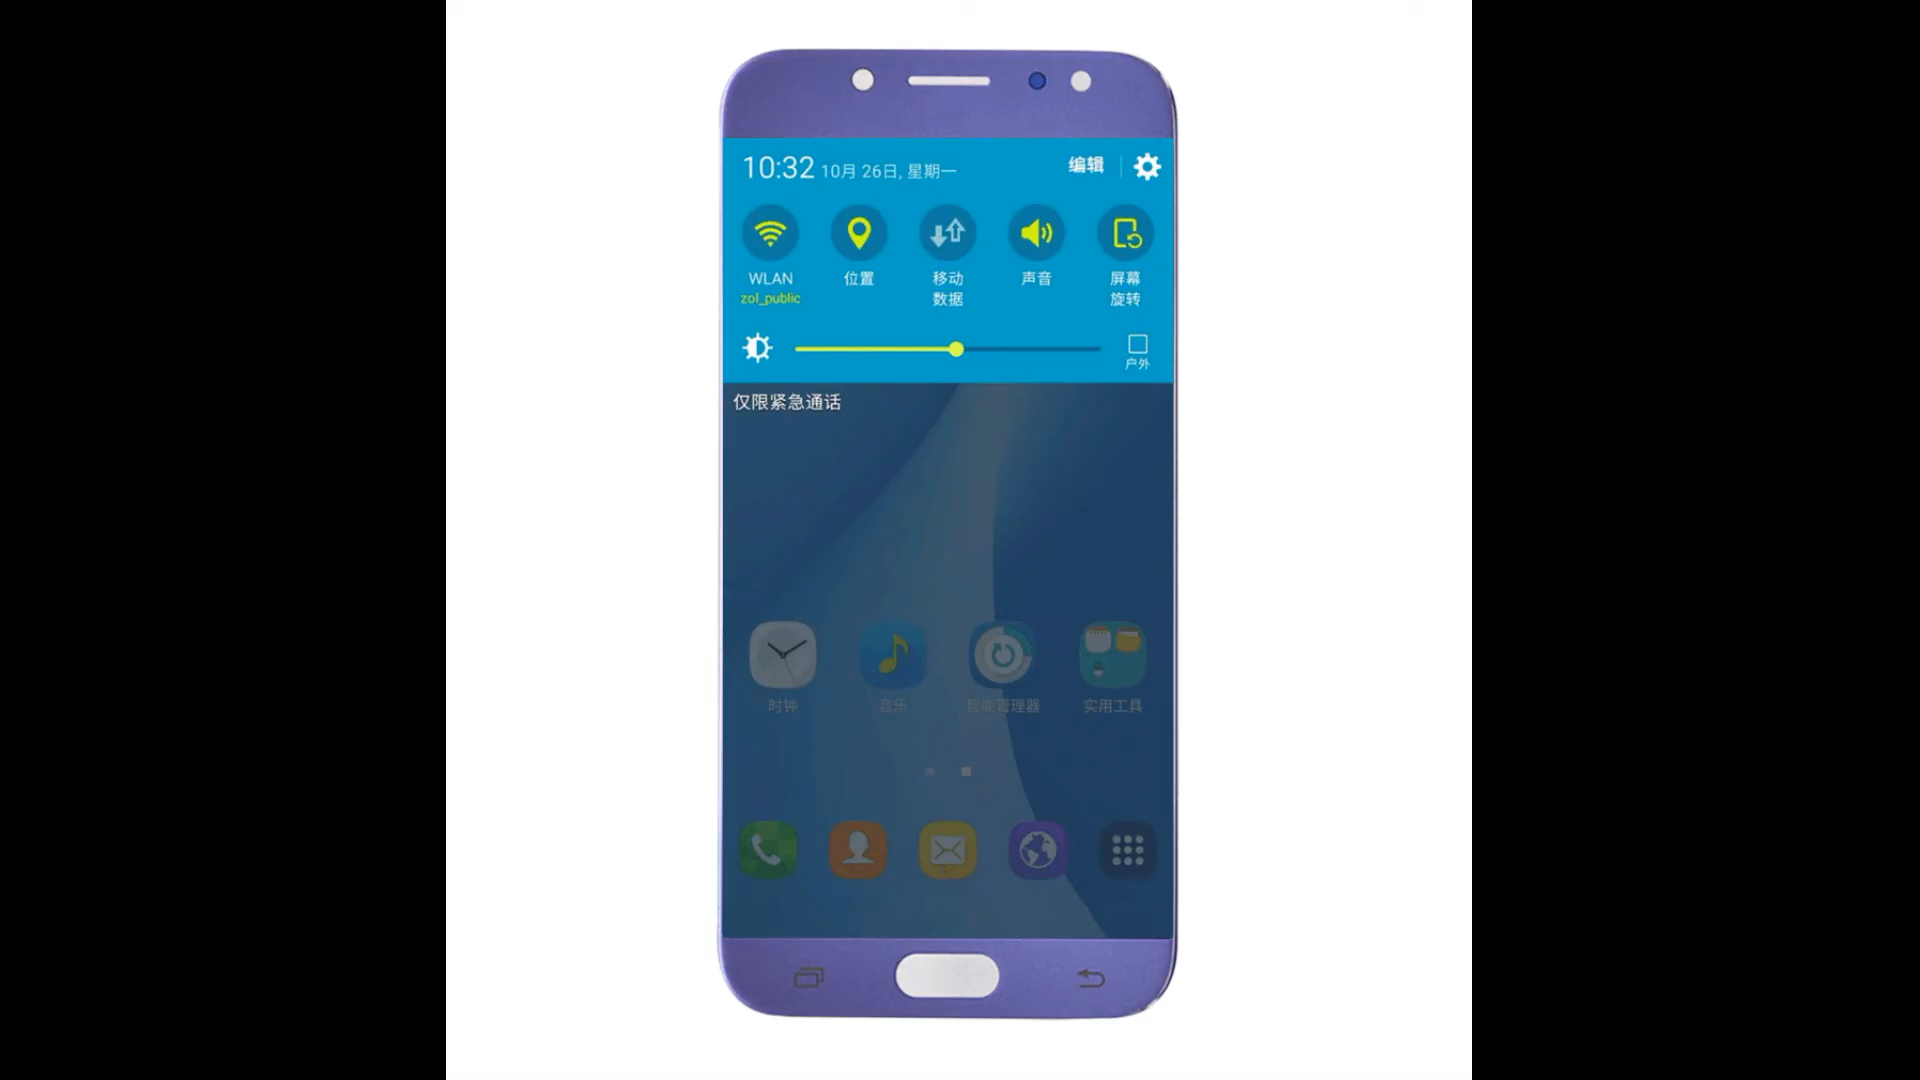 10:32 10月 26日, 星期一 编辑
WLAN 位置 移动 声音 屏幕
zol_public 数据 旋转
户外
仅限紧急通话
时钟 音乐 智能管理器 实用工具